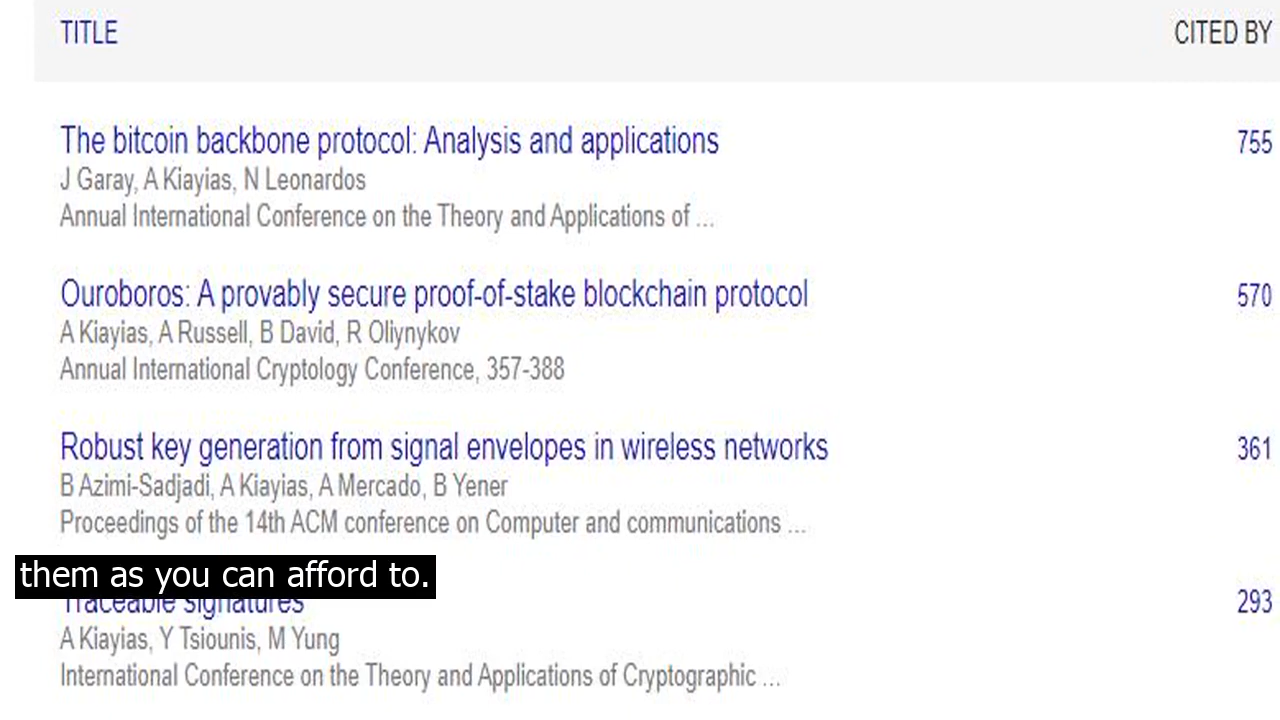 TITLE CITED BY
The bitcoin backbone protocol: Analysis and applications 755
J Garay, A Kiayias, N Leonardos
Annual International Conference on the Theory and Applications of ...
Ouroboros: A provably secure proof-of-stake blockchain protocol 570
A Kiayias, A Russell, B David, R Oliynykov
Annual International Cryptology Conference, 357-388
Robust key generation from signal envelopes in wireless networks 361
B Azimi-Sadjadi, A Kiayias, A Mercado, B Yener
Proceedings of the 14th ACM conference on Computer and communications ...
them as you can afford to.
Traceable signatures 293
A Kiayias, Y Tsiounis, M Yung
International Conference on the Theory and Applications of Cryptographic ...